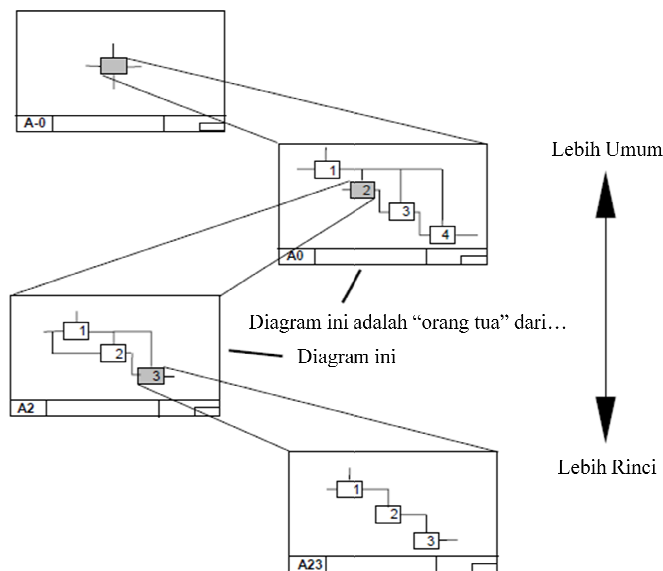 A-0
Lebih Umum
1
2
3
4
A0
Diagram ini adalah “orang tua” dari…
Diagram ini
1
2
3
A2
Lebih Rinci
1
2
3
A23